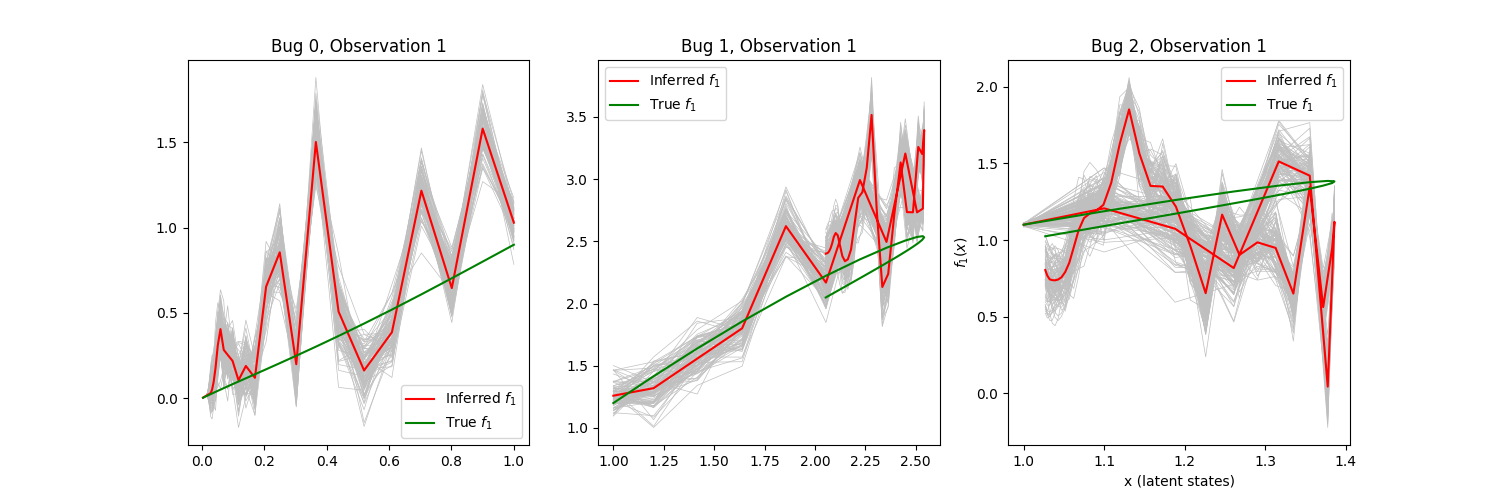 Bug 0, Observation 1
1.5
1.0
0.5
0.0
0.0 0.2 0.4 0.6 0.8 1.0
Inferred f₁
True f₁
Bug 1, Observation 1
3.5
3.0
2.5
2.0
1.5
1.0
1.00 1.25 1.50 1.75 2.00 2.25 2.50
Inferred f₁
True f₁
Bug 2, Observation 1
f₁(x)
2.0
1.5
1.0
0.5
0.0
1.0 1.1 1.2 1.3 1.4
x (latent states)
Inferred f₁
True f₁